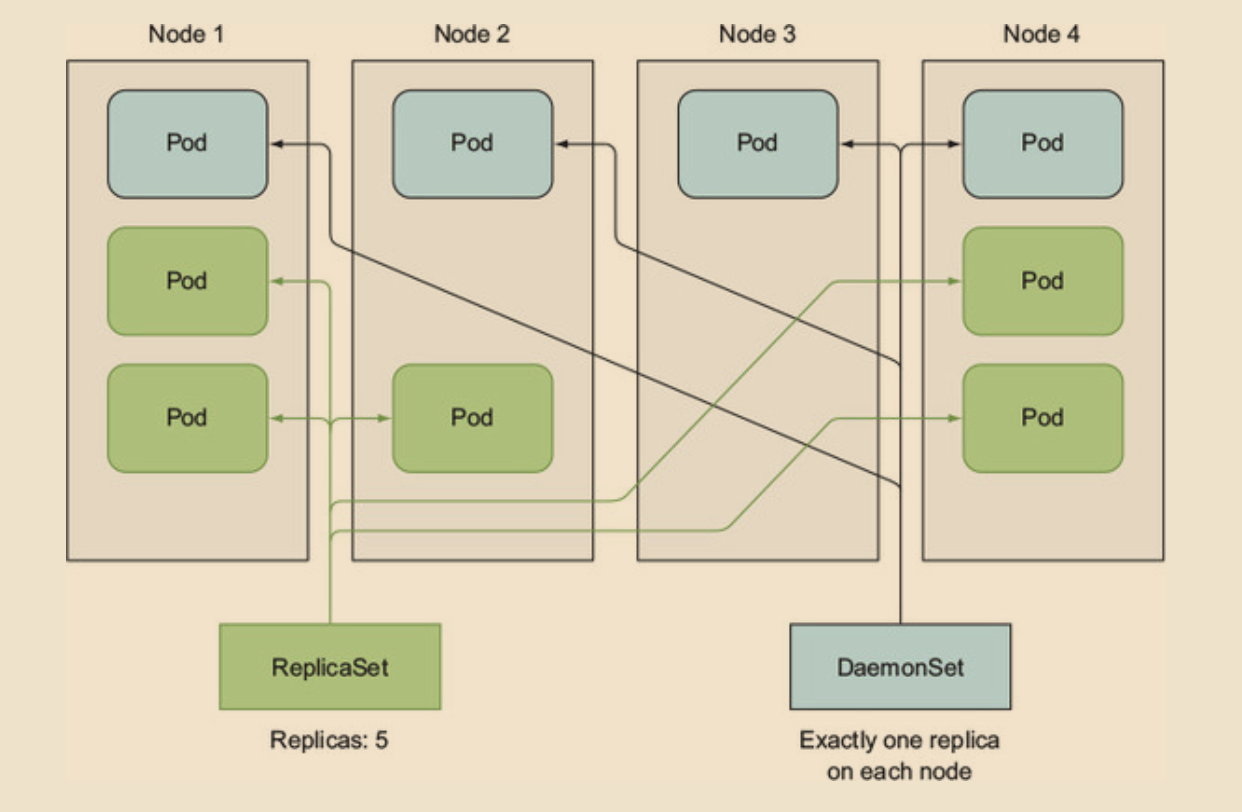 Node 1
Node 2
Node 3
Node 4
Pod
Pod
Pod
Pod
Pod
Pod
Pod
Pod
Pod
ReplicaSet
DaemonSet
Replicas: 5
Exactly one replica
on each node